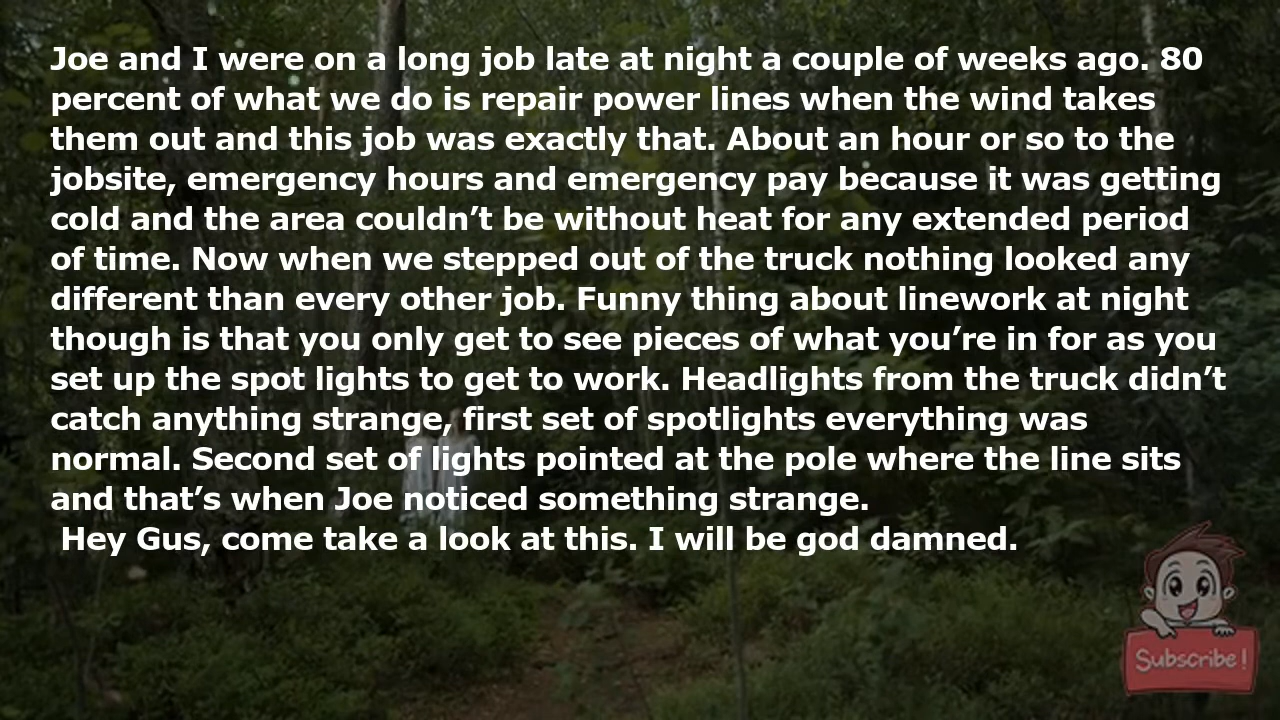 Joe and I were on a long job late at night a couple of weeks ago. 80
percent of what we do is repair power lines when the wind takes
them out and this job was exactly that. About an hour or so to the
jobsite, emergency hours and emergency pay because it was getting
cold and the area couldn’t be without heat for any extended period
of time. Now when we stepped out of the truck nothing looked any
different than every other job. Funny thing about linework at night
though is that you only get to see pieces of what you’re in for as you
set up the spot lights to get to work. Headlights from the truck didn’t
catch anything strange, first set of spotlights everything was
normal. Second set of lights pointed at the pole where the line sits
and that’s when Joe noticed something strange.
Hey Gus, come take a look at this. I will be god damned.
Subscribe!